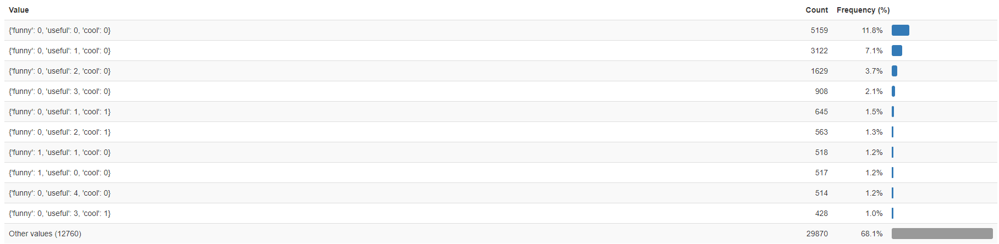 Value Count Frequency (%)
{'funny': 0, 'useful': 0, 'cool': 0} 5159 11.8%
{'funny': 0, 'useful': 1, 'cool': 0} 3122 7.1%
{'funny': 0, 'useful': 2, 'cool': 0} 1629 3.7%
{'funny': 0, 'useful': 3, 'cool': 0} 908 2.1%
{'funny': 0, 'useful': 1, 'cool': 1} 645 1.5%
{'funny': 0, 'useful': 2, 'cool': 1} 563 1.3%
{'funny': 1, 'useful': 1, 'cool': 0} 518 1.2%
{'funny': 1, 'useful': 0, 'cool': 0} 517 1.2%
{'funny': 0, 'useful': 4, 'cool': 0} 514 1.2%
{'funny': 0, 'useful': 3, 'cool': 1} 428 1.0%
Other values (12760) 29870 68.1%